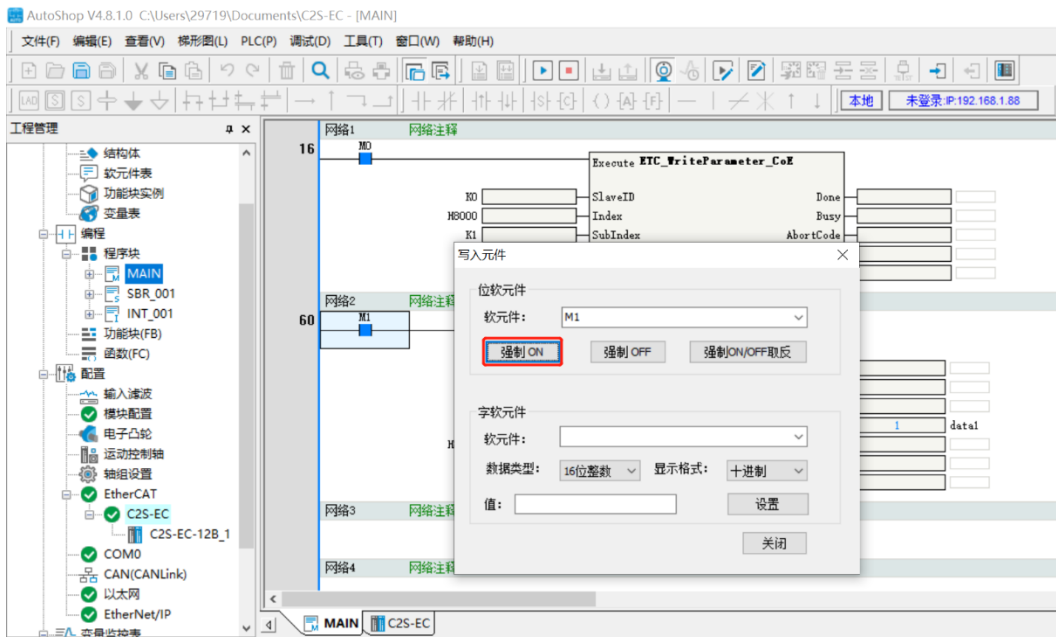 AutoShop V4.8.1.0 C:\Users\29719\Documents\C2S-EC - [MAIN]
文件(F) 编辑(E) 查看(V) 梯形图(L) PLC(P) 调试(D) 工具(T) 窗口(W) 帮助(H)
LAD S S {S} {C} ( ) {A} {F} 本地 未登录:IP:192.168.1.88
工程管理
结构体
软元件表
功能块实例
变量表
编程
程序块
MAIN
SBR_001
INT_001
功能块(FB)
函数(FC)
配置
输入滤波
模块配置
电子凸轮
运动控制轴
轴组设置
EtherCAT
C2S-EC
C2S-EC-12B_1
COM0
CAN(CANLink)
以太网
EtherNet/IP
变量监控表
网络1 网络注释
16 M0
Execute ETC_WriteParameter_CoE
K0 SlaveID Done
H8000 Index Busy
K1 SubIndex AbortCode
网络2 网络注释
60 M1
1 data1
H
网络3 网络注释
网络4 网络注释
写入元件
位软元件
软元件: M1
强制 ON 强制 OFF 强制ON/OFF取反
字软元件
软元件:
数据类型: 16位整数 显示格式: 十进制
值: 设置
关闭
MAIN C2S-EC